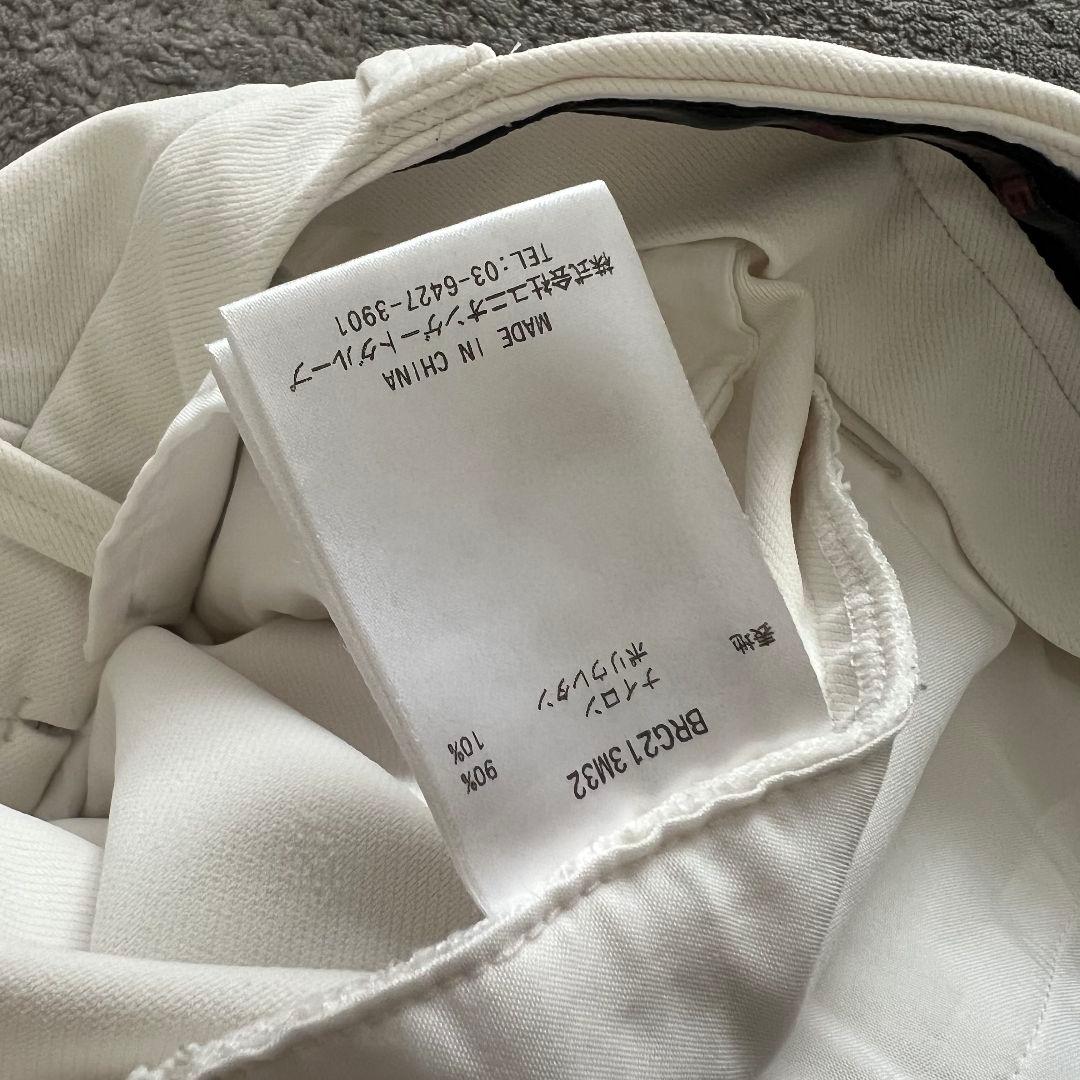 BRG213M32
表地
ナイロン 90%
ポリウレタン 10%
MADE IN CHINA
株式会社ユニオンゲートグループ
TEL:03-6427-3901